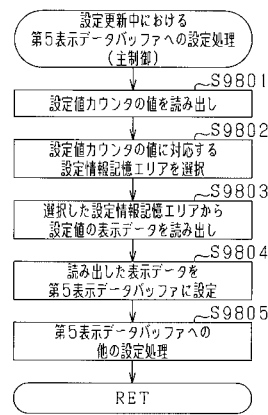 設定更新中における
第5表示データバッファへの設定処理
(主制御)
S9801
設定値カウンタの値を読み出し
S9802
設定値カウンタの値に対応する
設定情報記憶エリアを選択
S9803
選択した設定情報記憶エリアから
設定値の表示データを読み出し
S9804
読み出した表示データを
第5表示データバッファに設定
S9805
第5表示データバッファへの
他の設定処理
RET